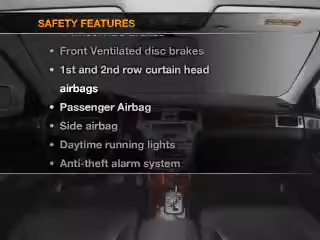 SAFETY FEATURES
• Front Ventilated disc brakes
• 1st and 2nd row curtain head
airbags
• Passenger Airbag
• Side airbag
• Daytime running lights
• Anti-theft alarm system